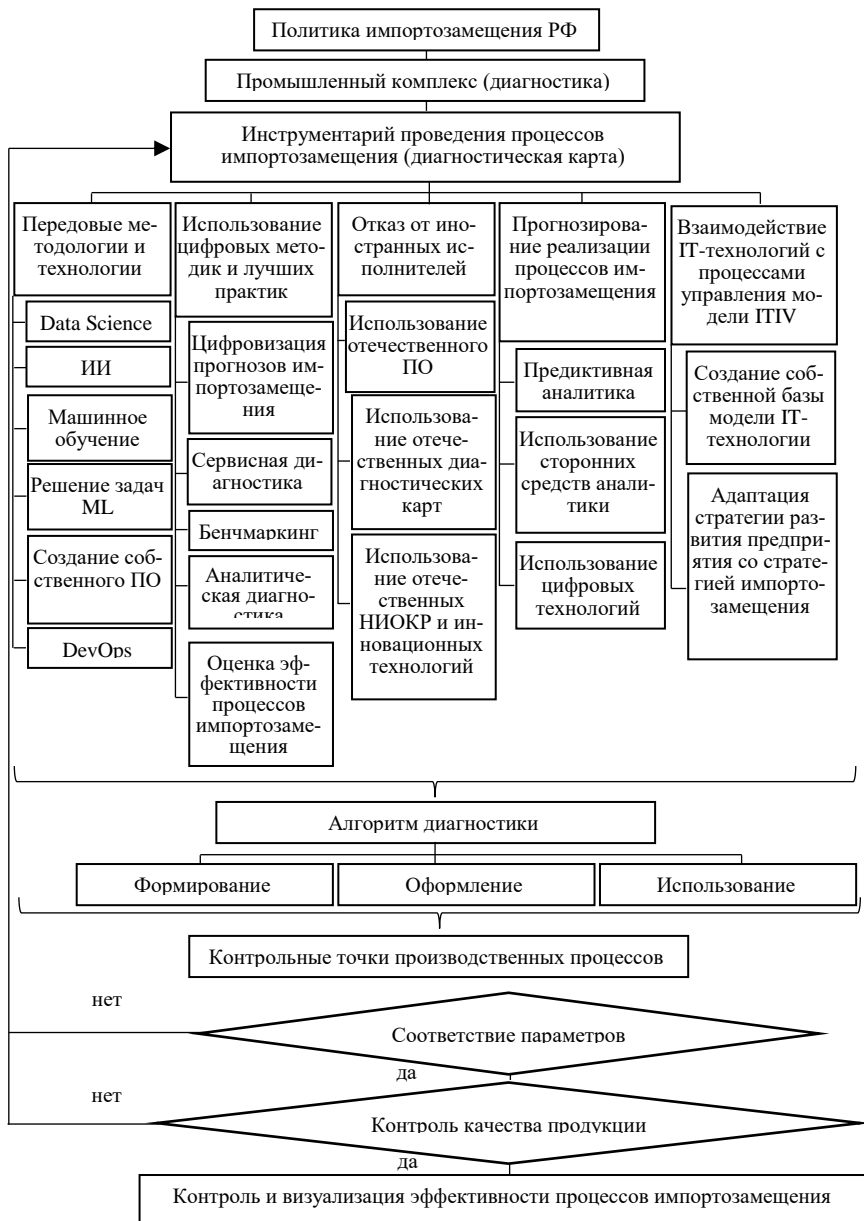 Политика импортозамещения РФ
Промышленный комплекс (диагностика)
Инструментарий проведения процессов
импортозамещения (диагностическая карта)
Передовые ме-
тодологии и
технологии
Data Science
ИИ
Машинное
обучение
Решение задач
ML
Создание соб-
ственного ПО
DevOps
Использование
цифровых мето-
дик и лучших
практик
Цифровизация
прогнозов им-
портозамеще-
ния
Сервисная ди-
агностика
Бенчмаркинг
Аналитиче-
ская диагно-
стика
Оценка эф-
фективности
процессов
импортозаме-
щения
Отказ от ино-
странных ис-
полнителей
Использование
отечественного
ПО
Использова-
ние отече-
ственных диа-
гностических
карт
Использова-
ние отече-
ственных
НИОКР и ин-
новационных
технологий
Прогнозирова-
ние реализации
процессов им-
портозамещения
Предиктивная
аналитика
Использование
сторонних
средств анали-
тики
Использование
цифровых
технологий
Взаимодействие
IT-технологий с
процессами
управления мо-
дели ITIV
Создание соб-
ственной базы
модели IT-
технологии
Адаптация
стратегии раз-
вития предпри-
ятия со страте-
гией импорто-
замещения
Алгоритм диагностики
Формирование
Оформление
Использование
Контрольные точки производственных процессов
нет
Соответствие параметров
да
нет
Контроль качества продукции
да
Контроль и визуализация эффективности процессов импортозамещения